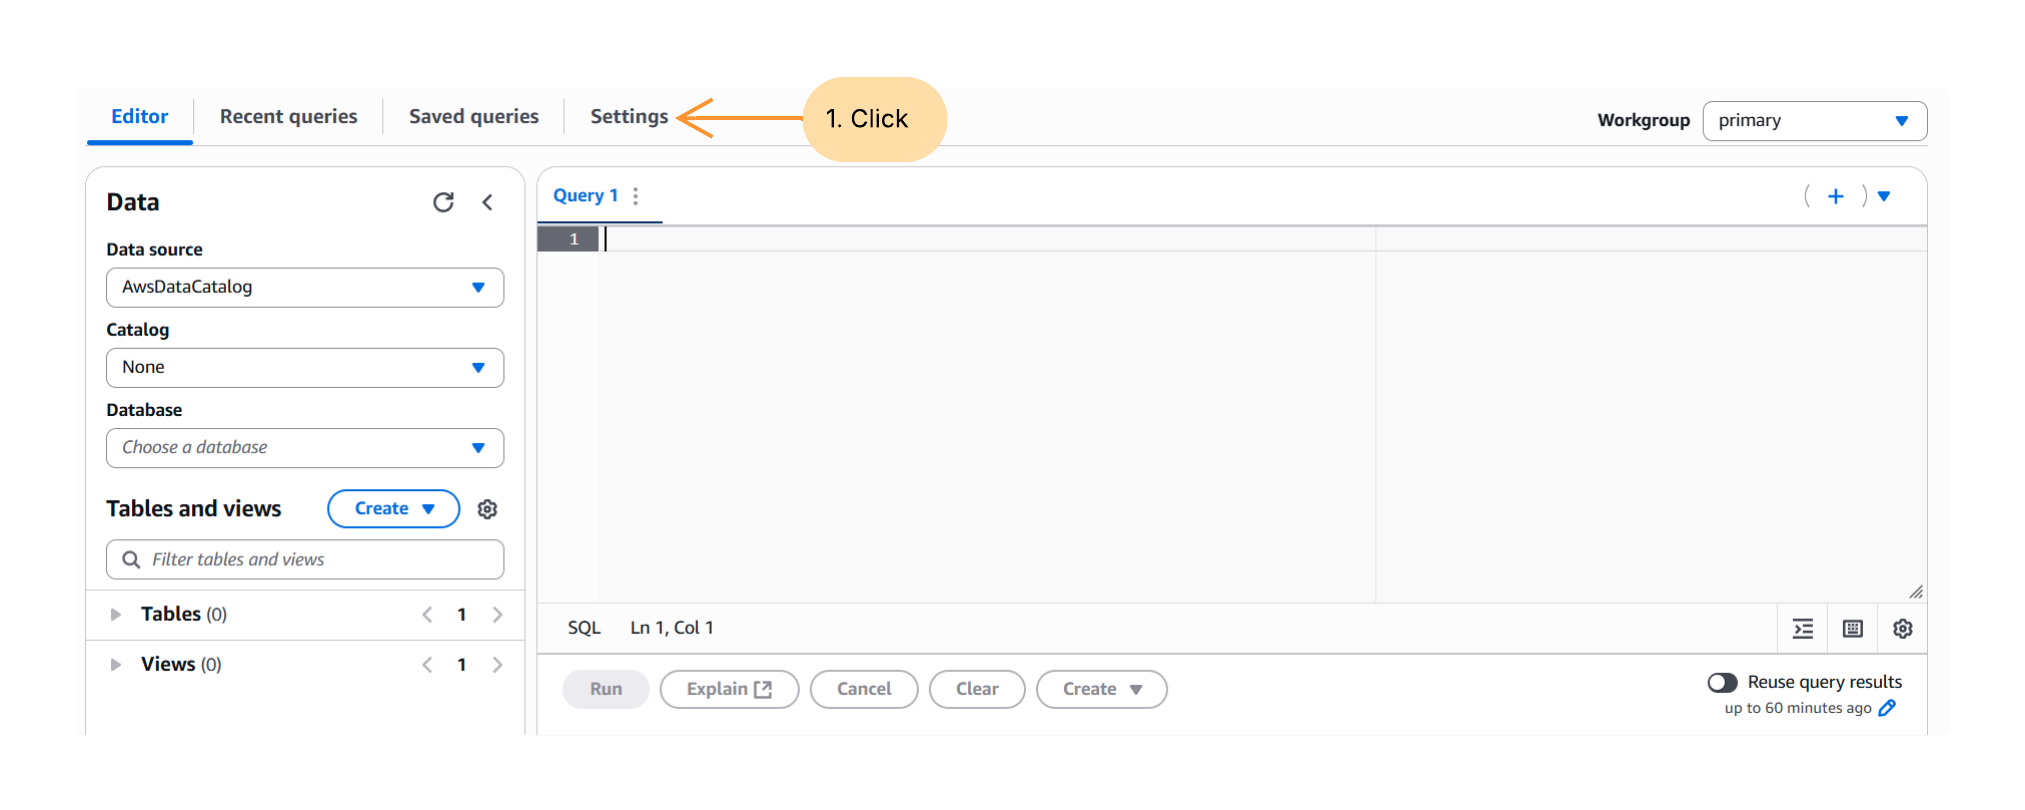 Editor
Recent queries
Saved queries
Settings
1. Click
Workgroup
primary
Data
Data source
AwsDataCatalog
Catalog
None
Database
Choose a database
Tables and views
Create
Filter tables and views
Tables (0)
1
Views (0)
1
Query 1
( + )
1
SQL
Ln 1, Col 1
Run
Explain
Cancel
Clear
Create
Reuse query results
up to 60 minutes ago